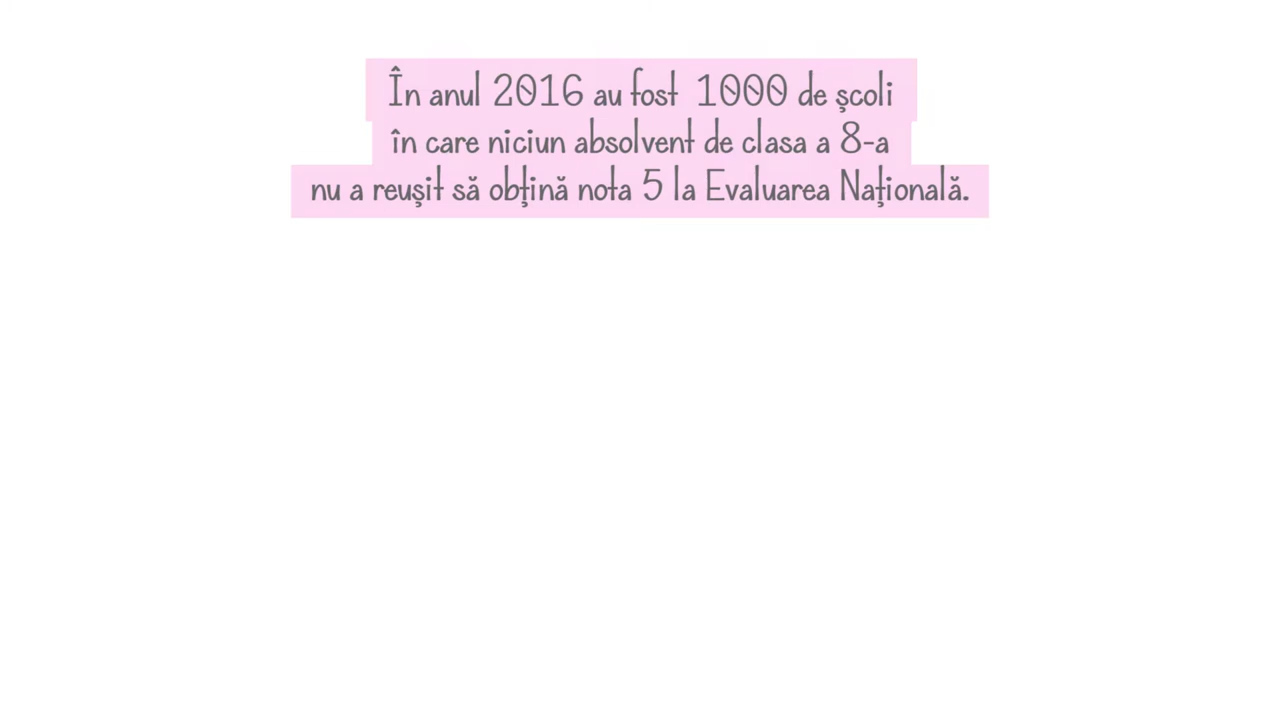 În anul 2016 au fost 1000 de școli
în care niciun absolvent de clasa a 8-a
nu a reușit să obțină nota 5 la Evaluarea Națională.